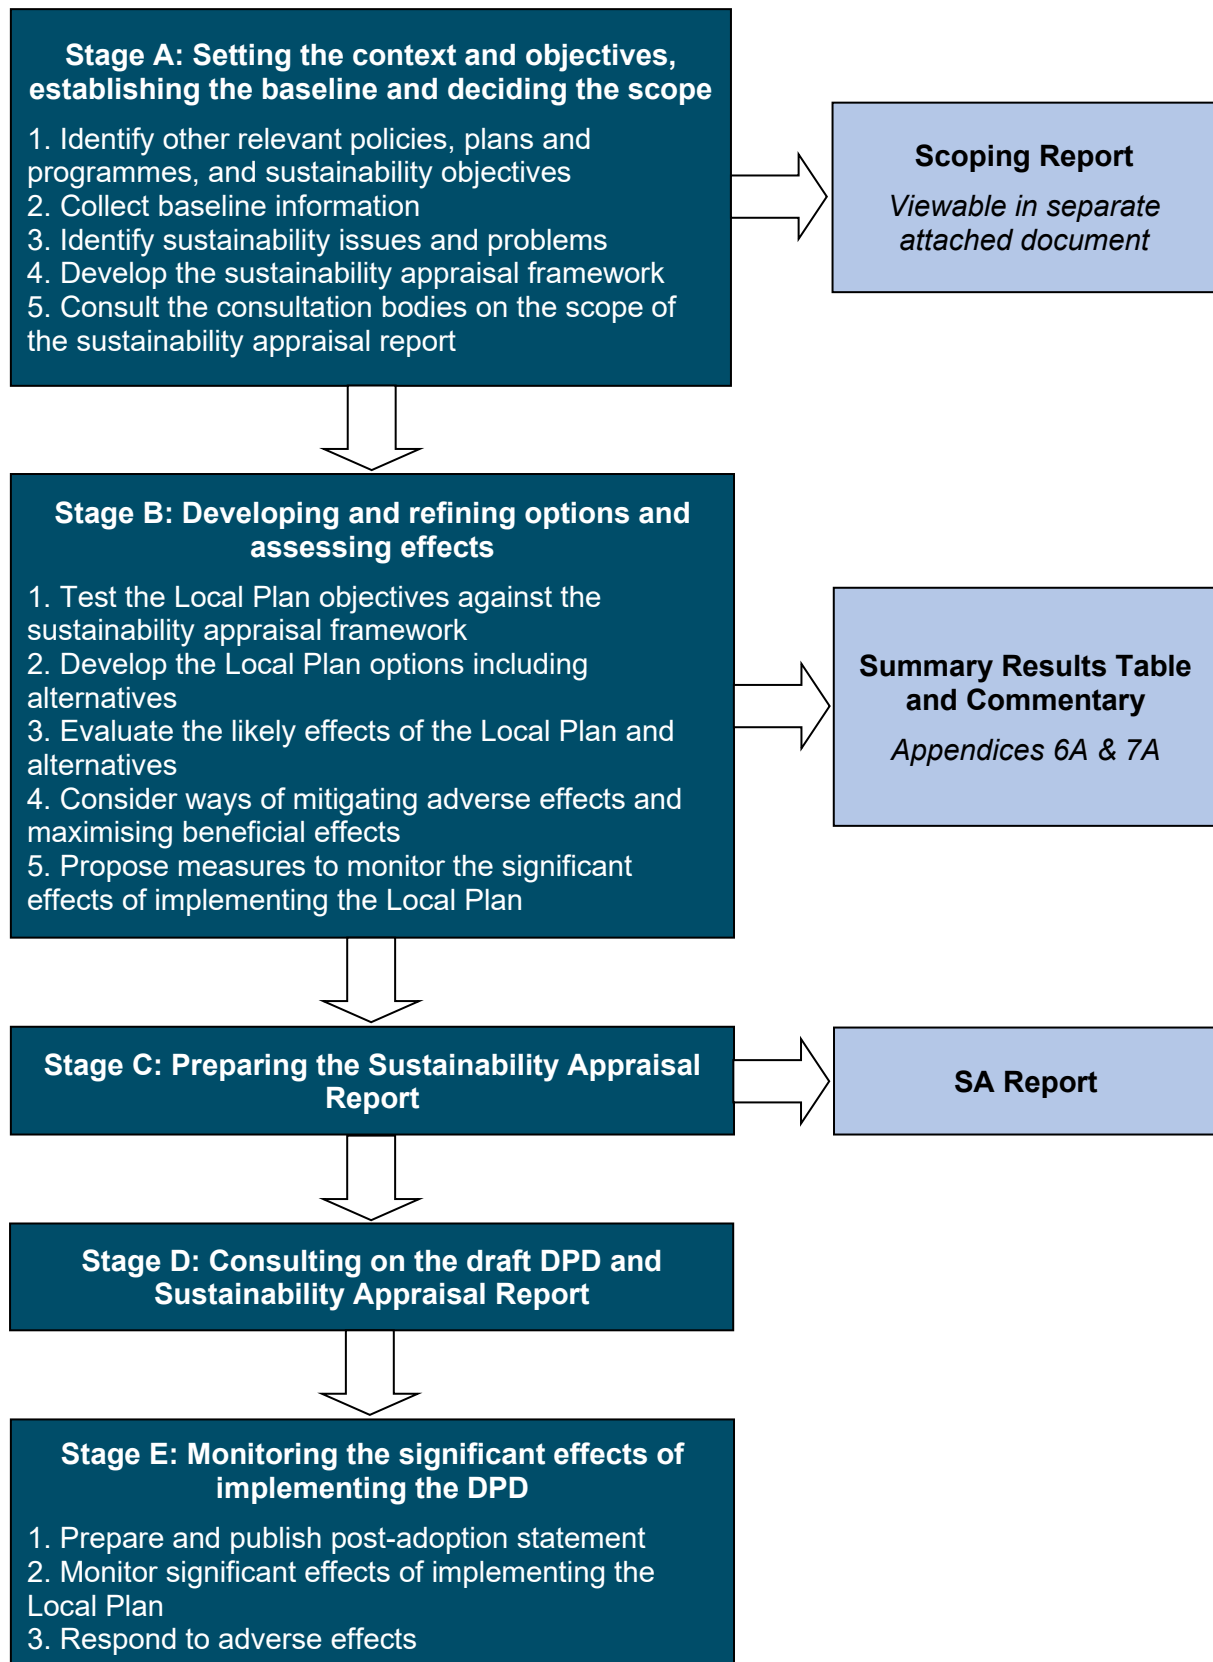 Stage A: Setting the context and objectives,
establishing the baseline and deciding the scope
1. Identify other relevant policies, plans and
programmes, and sustainability objectives
2. Collect baseline information
3. Identify sustainability issues and problems
4. Develop the sustainability appraisal framework
5. Consult the consultation bodies on the scope of
the sustainability appraisal report
Scoping Report
Viewable in separate
attached document
Stage B: Developing and refining options and
assessing effects
1. Test the Local Plan objectives against the
sustainability appraisal framework
2. Develop the Local Plan options including
alternatives
3. Evaluate the likely effects of the Local Plan and
alternatives
4. Consider ways of mitigating adverse effects and
maximising beneficial effects
5. Propose measures to monitor the significant
effects of implementing the Local Plan
Summary Results Table
and Commentary
Appendices 6A & 7A
Stage C: Preparing the Sustainability Appraisal
Report
SA Report
Stage D: Consulting on the draft DPD and
Sustainability Appraisal Report
Stage E: Monitoring the significant effects of
implementing the DPD
1. Prepare and publish post-adoption statement
2. Monitor significant effects of implementing the
Local Plan
3. Respond to adverse effects